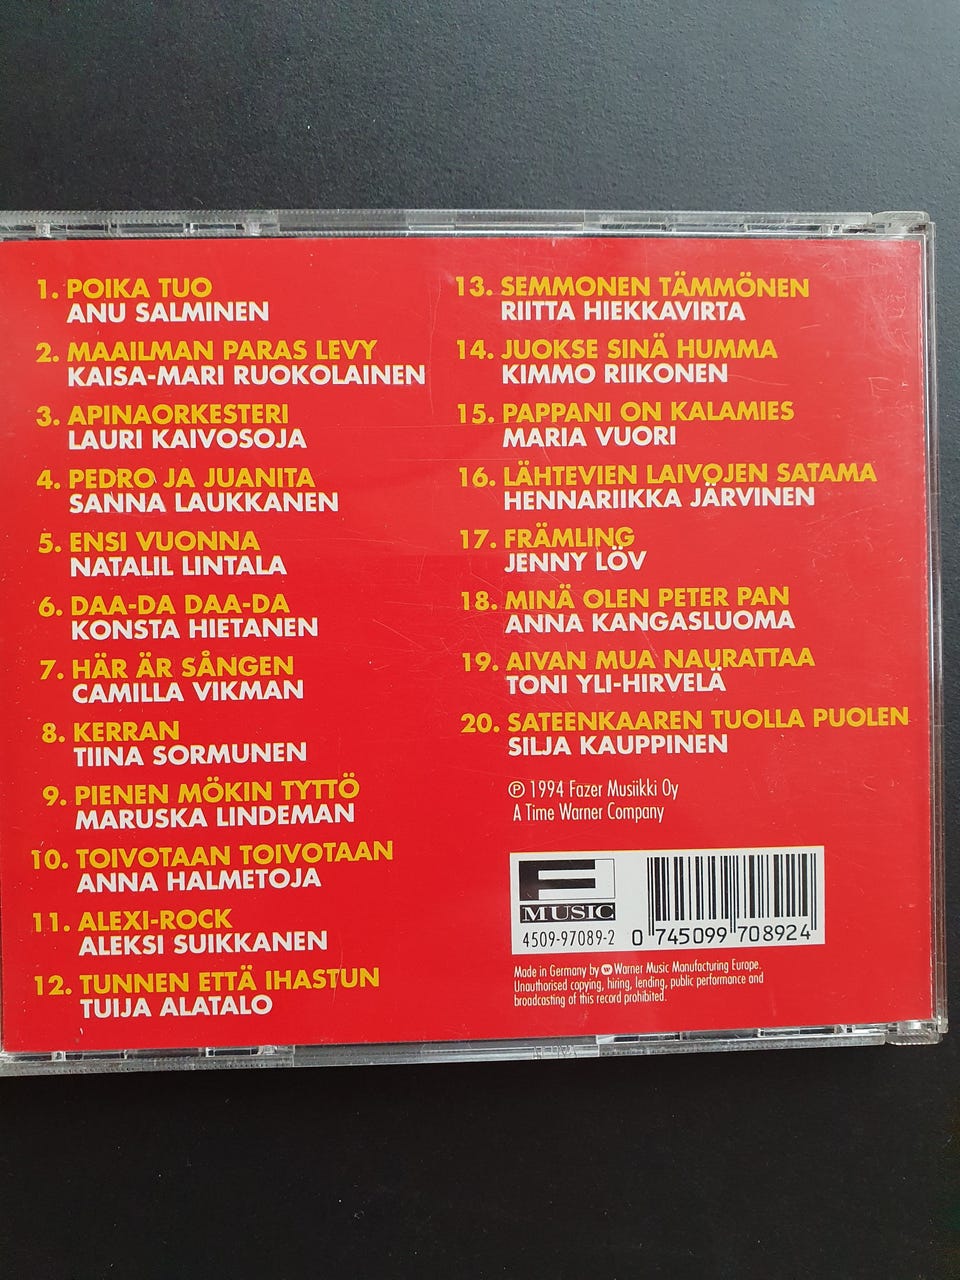 1. POIKA TUO
ANU SALMINEN
2. MAAILMAN PARAS LEVY
KAISA-MARI RUOKOLAINEN
3. APINAORKESTERI
LAURI KAIVOSOJA
4. PEDRO JA JUANITA
SANNA LAUKKANEN
5. ENSI VUONNA
NATALIL LINTALA
6. DAA-DA DAA-DA
KONSTA HIETANEN
7. HÄR ÄR SÅNGEN
CAMILLA VIKMAN
8. KERRAN
TIINA SORMUNEN
9. PIENEN MÖKIN TYTTÖ
MARUSKA LINDEMAN
10. TOIVOTAAN TOIVOTAAN
ANNA HALMETOJA
11. ALEXI-ROCK
ALEKSI SUIKKANEN
12. TUNNEN ETTÄ IHASTUN
TUIJA ALATALO
13. SEMMONEN TÄMMÖNEN
RIITTA HIEKKAVIRTA
14. JUOKSE SINÄ HUMMA
KIMMO RIIKONEN
15. PAPPANI ON KALAMIES
MARIA VUORI
16. LÄHTEVIEN LAIVOJEN SATAMA
HENNARIIKKA JÄRVINEN
17. FRÄMLING
JENNY LÖV
18. MINÄ OLEN PETER PAN
ANNA KANGASLUOMA
19. AIVAN MUA NAURATTAA
TONI YLI-HIRVELÄ
20. SATEENKAAREN TUOLLA PUOLEN
SILJA KAUPPINEN
℗ 1994 Fazer Musiikki Oy
A Time Warner Company
F
MUSIC
4509-97089-2
0 745099 708924
Made in Germany by Warner Music Manufacturing Europe.
Unauthorised copying, hiring, lending, public performance and
broadcasting of this record prohibited.